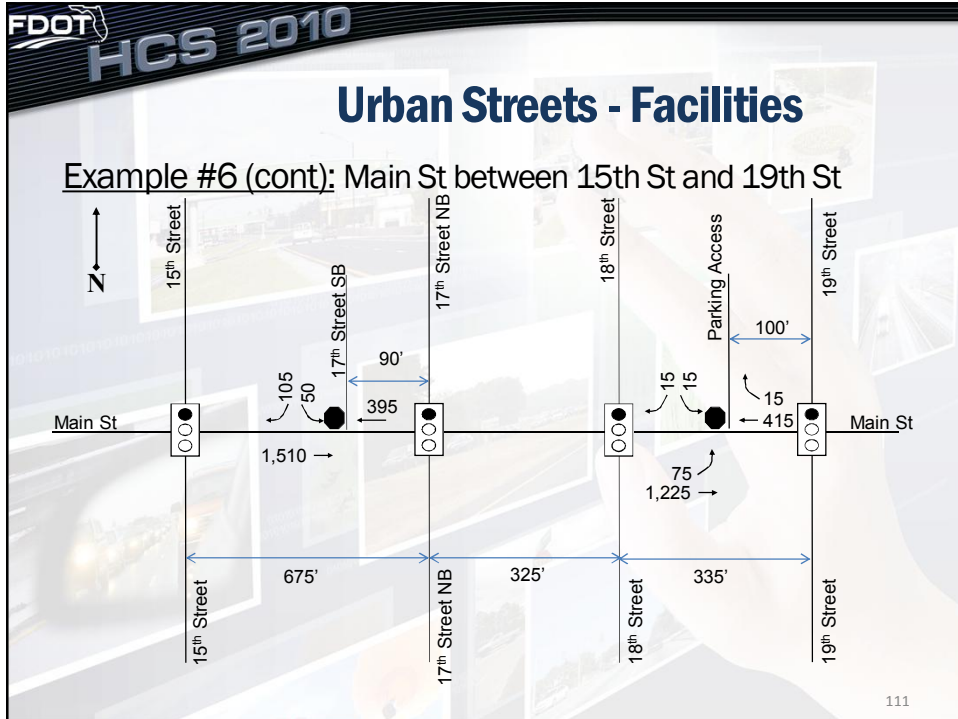 FDOT
HCS 2010
Urban Streets - Facilities
Example #6 (cont): Main St between 15th St and 19th St
N
15th Street
17th Street SB
17th Street NB
18th Street
Parking Access
19th Street
100'
90'
105
50
395
15
15
15
415
Main St
Main St
1,510
75
1,225
675'
325'
335'
15th Street
17th Street NB
18th Street
19th Street
111